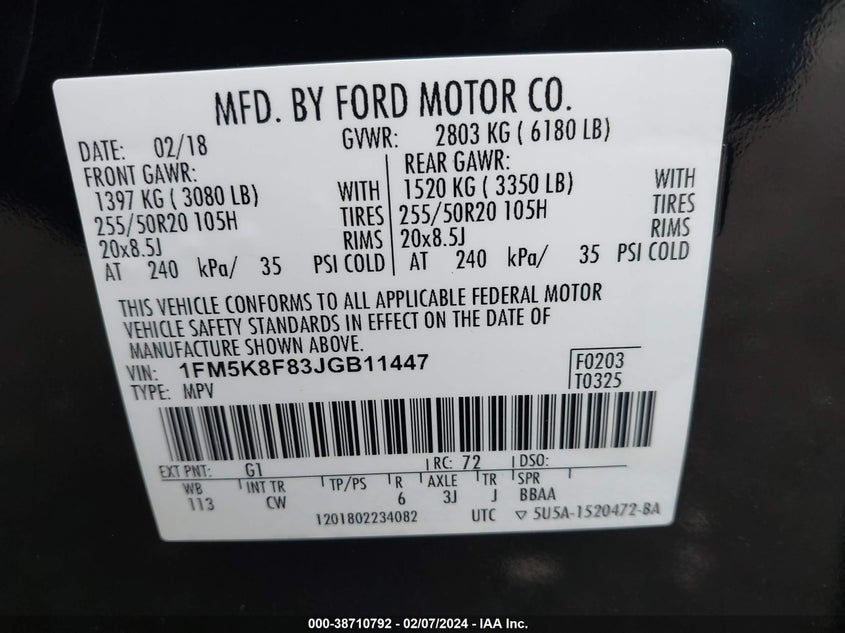 MFD. BY FORD MOTOR CO.
DATE: 02/18 GVWR: 2803 KG ( 6180 LB)
FRONT GAWR: REAR GAWR:
1397 KG ( 3080 LB) WITH 1520 KG ( 3350 LB) WITH
255/50R20 105H TIRES 255/50R20 105H TIRES
20x8.5J RIMS 20x8.5J RIMS
AT 240 kPa/ 35 PSI COLD AT 240 kPa/ 35 PSI COLD
THIS VEHICLE CONFORMS TO ALL APPLICABLE FEDERAL MOTOR
VEHICLE SAFETY STANDARDS IN EFFECT ON THE DATE OF
MANUFACTURE SHOWN ABOVE.
VIN: 1FM5K8F83JGB11447 F0203
TYPE: MPV T0325
EXT PNT: G1 RC: 72 DSO:
WB INT TR TP/PS R AXLE TR SPR
113 CW 6 3J J BBAA
1201802234082 UTC ▽ 5U5A-1520472-BA
000-38710792 - 02/07/2024 - IAA Inc.